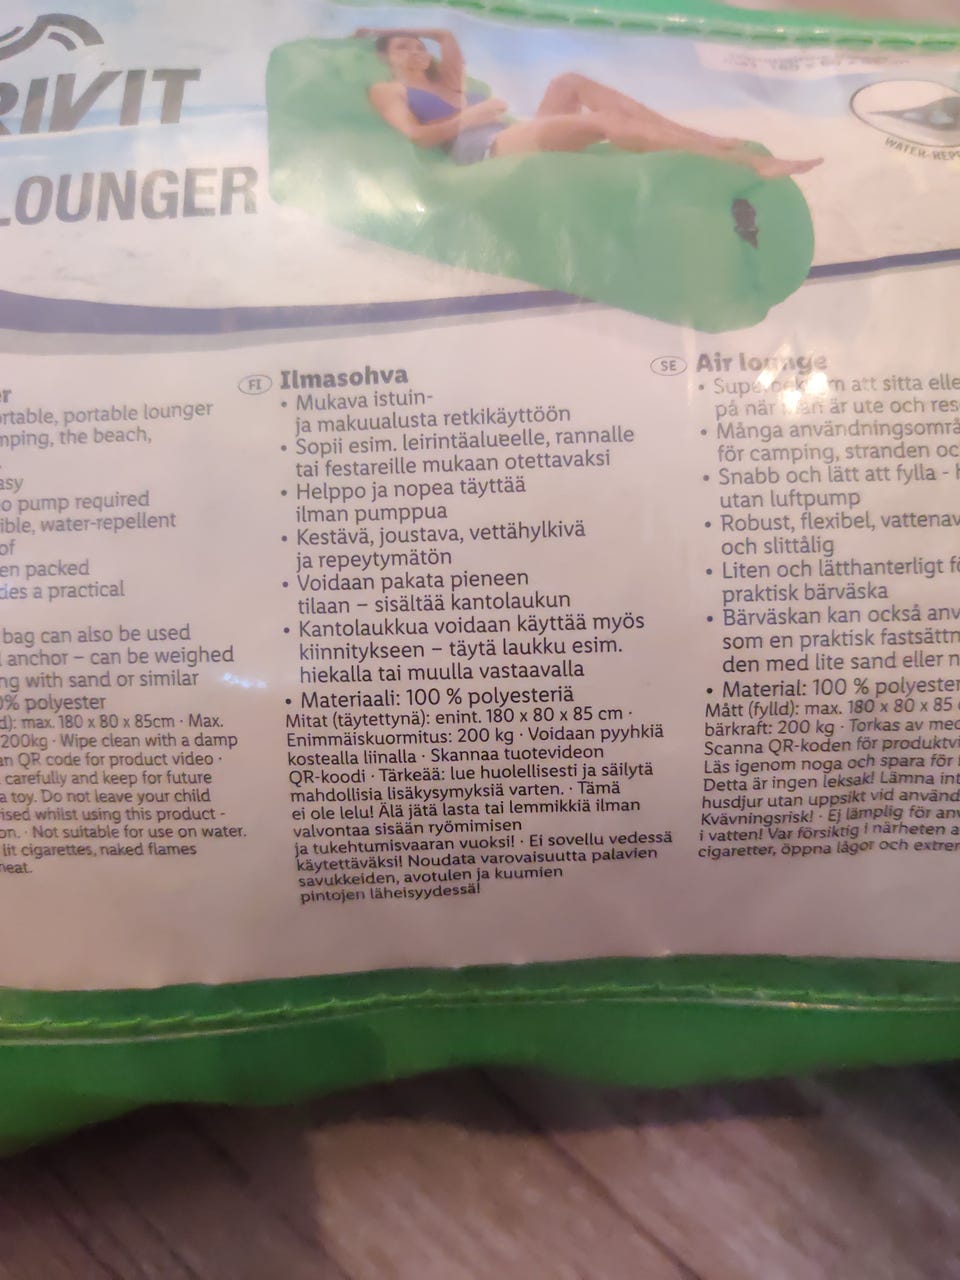 RIVIT
LOUNGER
WATER-REP
er
ortable, portable lounger
mping, the beach,
asy
o pump required
ible, water-repellent
of
en packed
des a practical
bag can also be used
l anchor – can be weighed
ng with sand or similar
0% polyester
d): max. 180 x 80 x 85cm · Max.
200kg · Wipe clean with a damp
an QR code for product video ·
carefully and keep for future
a toy. Do not leave your child
ised whilst using this product -
on. · Not suitable for use on water.
lit cigarettes, naked flames
heat.
FI Ilmasohva
• Mukava istuin-
ja makuualusta retkikäyttöön
• Sopii esim. leirintäalueelle, rannalle
tai festareille mukaan otettavaksi
• Helppo ja nopea täyttää
ilman pumppua
• Kestävä, joustava, vettähylkivä
ja repeytymätön
• Voidaan pakata pieneen
tilaan – sisältää kantolaukun
• Kantolaukkua voidaan käyttää myös
kiinnitykseen – täytä laukku esim.
hiekalla tai muulla vastaavalla
• Materiaali: 100 % polyesteriä
Mitat (täytettynä): enint. 180 x 80 x 85 cm ·
Enimmäiskuormitus: 200 kg · Voidaan pyyhkiä
kostealla liinalla · Skannaa tuotevideon
QR-koodi · Tärkeää: lue huolellisesti ja säilytä
mahdollisia lisäkysymyksiä varten. · Tämä
ei ole lelu! Älä jätä lasta tai lemmikkiä ilman
valvontaa sisään ryömimisen
ja tukehtumisvaaran vuoksi! · Ei sovellu vedessä
käytettäväksi! Noudata varovaisuutta palavien
savukkeiden, avotulen ja kuumien
pintojen läheisyydessä!
SE Air lounge
• att sitta elle
på när man är ute och res
• Många användningsområ
för camping, stranden oc
• Snabb och lätt att fylla -
utan luftpump
• Robust, flexibel, vattenav
och slittålig
• Liten och lätthanterligt fö
praktisk bärväska
• Bärväskan kan också anv
som en praktisk fastsättn
den med lite sand eller n
• Material: 100 % polyester
Mått (fylld): max. 180 x 80 x 85
bärkraft: 200 kg · Torkas av med
Scanna QR-koden för produktvi
Läs igenom noga och spara för
Detta är ingen leksak! Lämna int
husdjur utan uppsikt vid använd
Kvävningsrisk! · Ej lämplig för anv
i vatten! Var försiktig i närheten a
cigaretter, öppna lågor och extrem